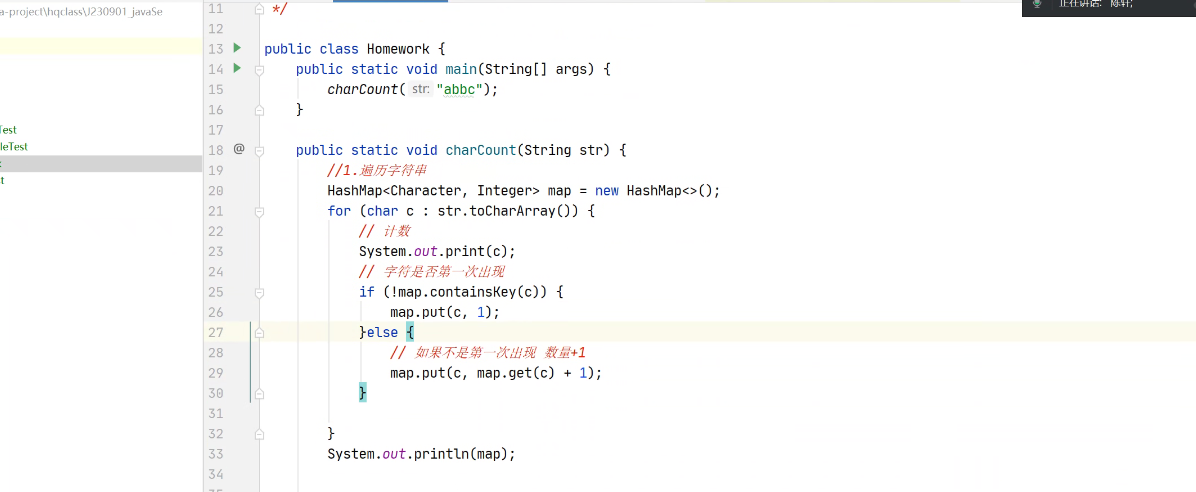 a-project\hqclass\J230901_javaSe
正在讲话: 陈轩;
Test
leTest
t
11 */
12
13 public class Homework {
14 public static void main(String[] args) {
15 charCount( str: "abbc");
16 }
17
18 @ public static void charCount(String str) {
19 //1.遍历字符串
20 HashMap<Character, Integer> map = new HashMap<>();
21 for (char c : str.toCharArray()) {
22 // 计数
23 System.out.print(c);
24 // 字符是否第一次出现
25 if (!map.containsKey(c)) {
26 map.put(c, 1);
27 }else {
28 // 如果不是第一次出现 数量+1
29 map.put(c, map.get(c) + 1);
30 }
31
32 }
33 System.out.println(map);
34